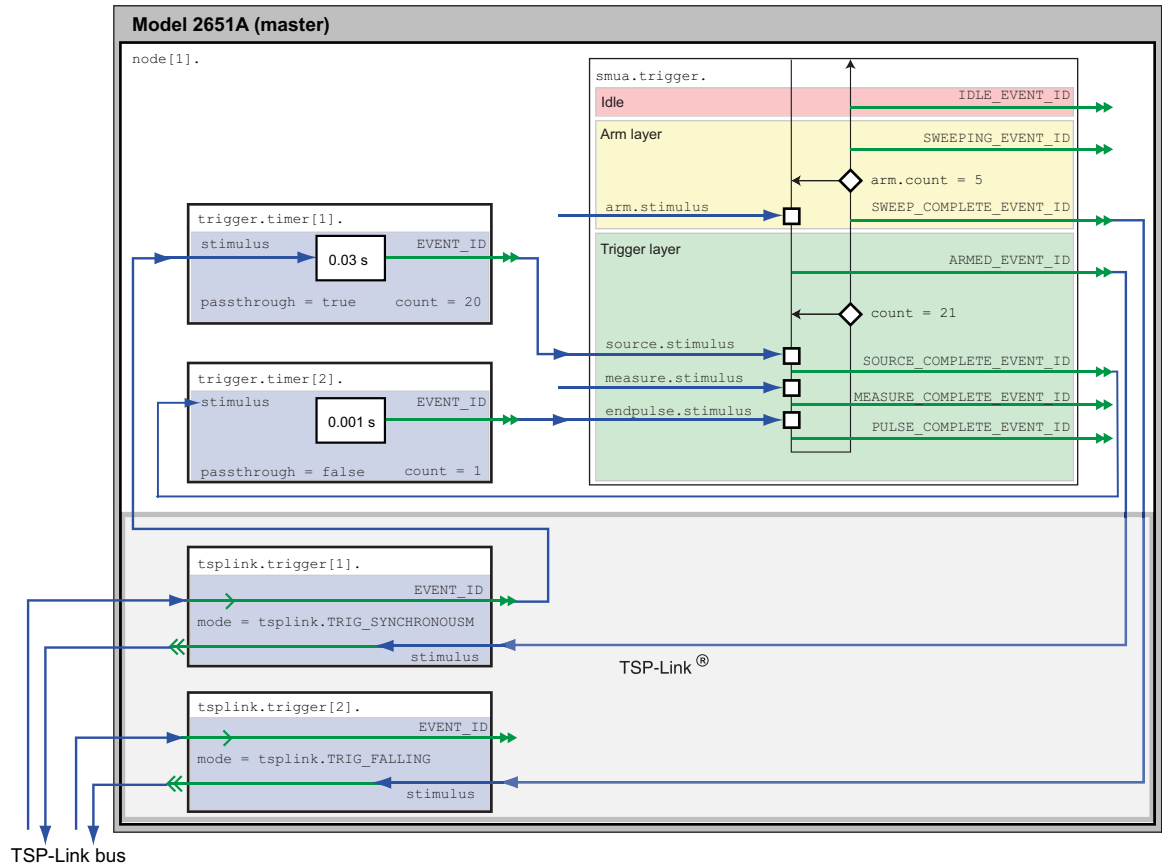 Model 2651A (master)
node[1].
smua.trigger.
Idle
IDLE_EVENT_ID
Arm layer
SWEEPING_EVENT_ID
arm.count = 5
arm.stimulus
SWEEP_COMPLETE_EVENT_ID
Trigger layer
ARMED_EVENT_ID
count = 21
source.stimulus
SOURCE_COMPLETE_EVENT_ID
measure.stimulus
MEASURE_COMPLETE_EVENT_ID
endpulse.stimulus
PULSE_COMPLETE_EVENT_ID
trigger.timer[1].
stimulus
EVENT_ID
0.03 s
passthrough = true
count = 20
trigger.timer[2].
stimulus
EVENT_ID
0.001 s
passthrough = false
count = 1
tsplink.trigger[1].
EVENT_ID
mode = tsplink.TRIG_SYNCHRONOUSM
stimulus
TSP-Link ®
tsplink.trigger[2].
EVENT_ID
mode = tsplink.TRIG_FALLING
stimulus
TSP-Link bus